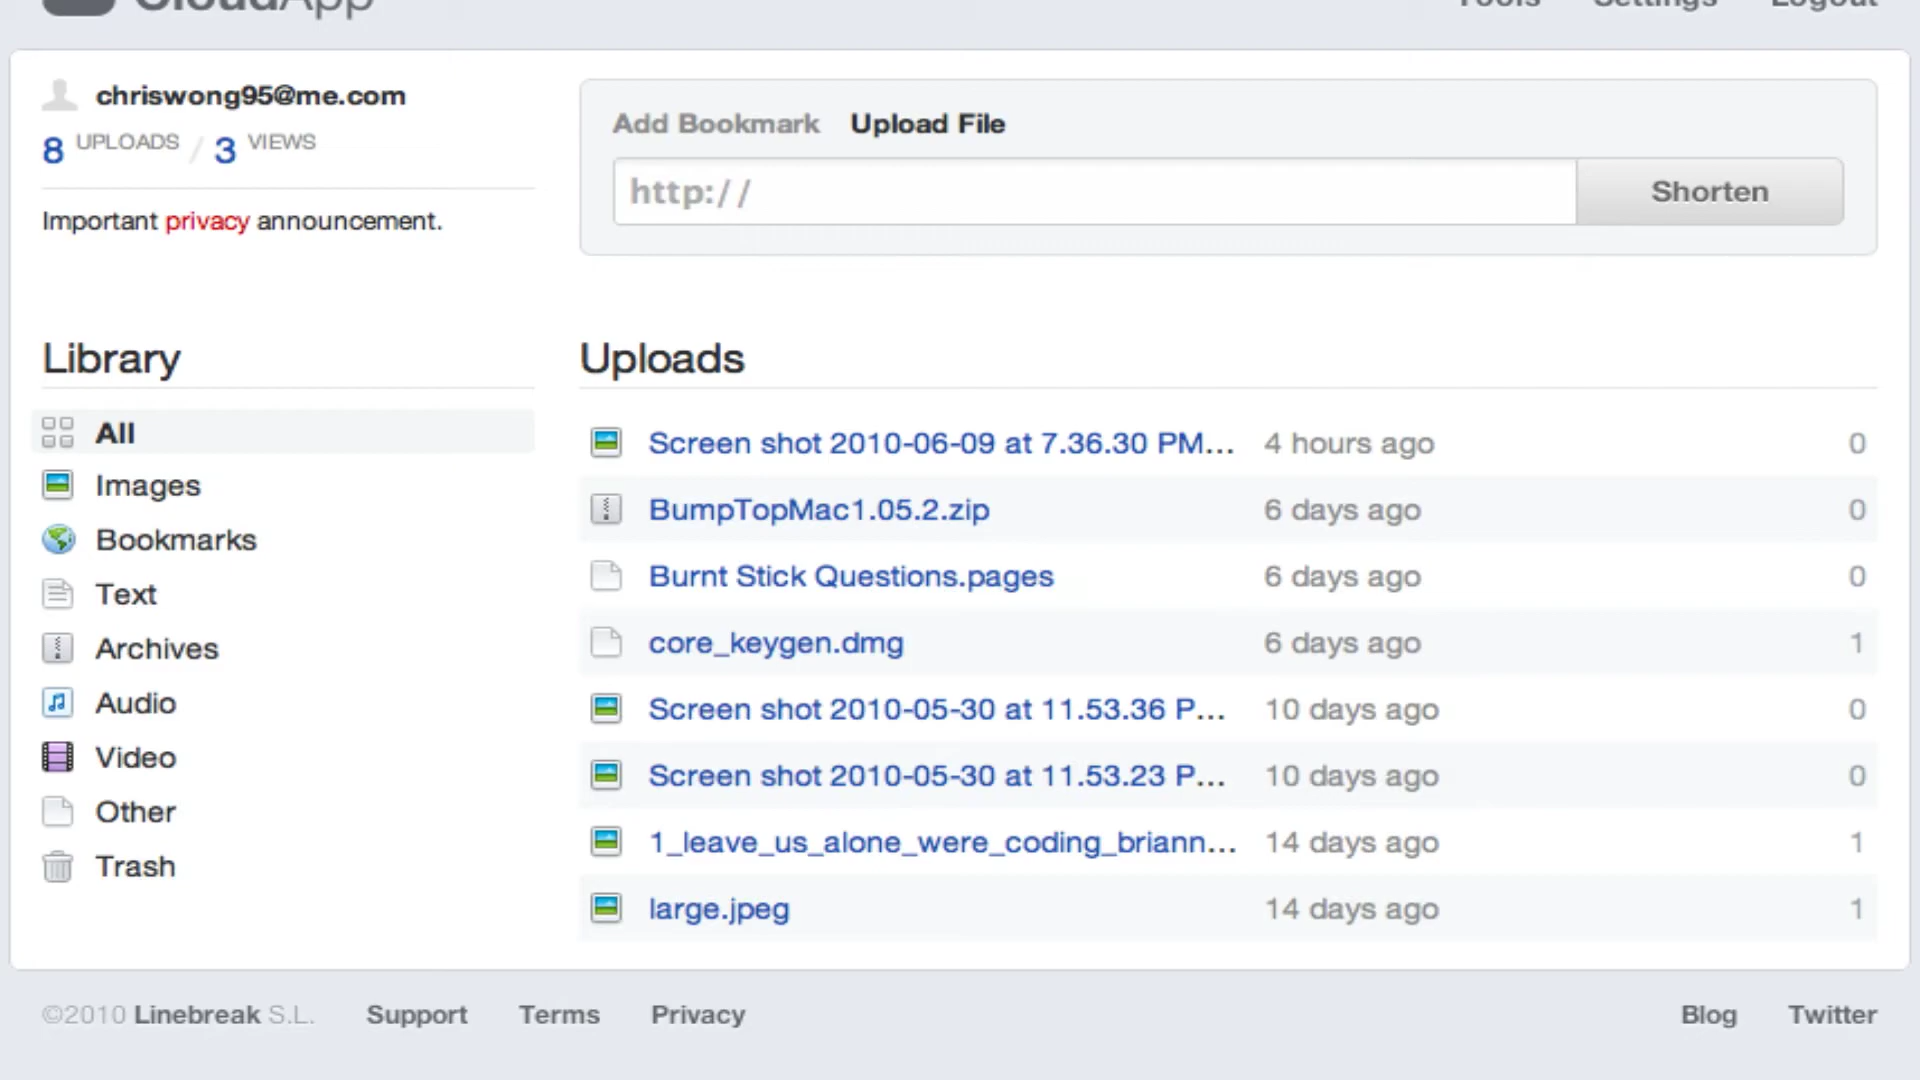 CloudApp
Tools Settings Logout
chriswong95@me.com
8 UPLOADS / 3 VIEWS
Important privacy announcement.
Add Bookmark Upload File
http://
Shorten
Library
All
Images
Bookmarks
Text
Archives
Audio
Video
Other
Trash
Uploads
Screen shot 2010-06-09 at 7.36.30 PM... 4 hours ago 0
BumpTopMac1.05.2.zip 6 days ago 0
Burnt Stick Questions.pages 6 days ago 0
core_keygen.dmg 6 days ago 1
Screen shot 2010-05-30 at 11.53.36 P... 10 days ago 0
Screen shot 2010-05-30 at 11.53.23 P... 10 days ago 0
1_leave_us_alone_were_coding_briann... 14 days ago 1
large.jpeg 14 days ago 1
©2010 Linebreak S.L. Support Terms Privacy Blog Twitter